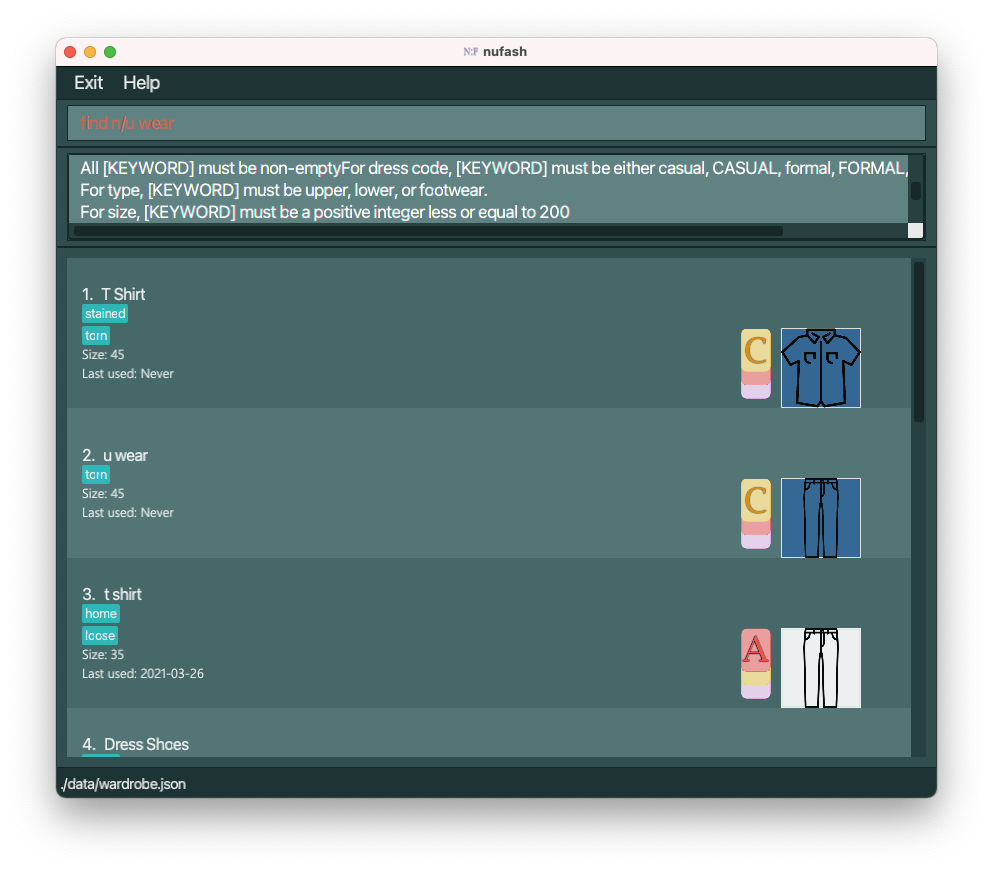 N:F nufash
Exit Help
find n/u wear
All [KEYWORD] must be non-emptyFor dress code, [KEYWORD] must be either casual, CASUAL, formal, FORMAL,
For type, [KEYWORD] must be upper, lower, or footwear.
For size, [KEYWORD] must be a positive integer less or equal to 200
1. T Shirt
stained
torn
Size: 45
Last used: Never
C
2. u wear
torn
Size: 45
Last used: Never
C
3. t shirt
home
loose
Size: 35
Last used: 2021-03-26
A
4. Dress Shoes
./data/wardrobe.json